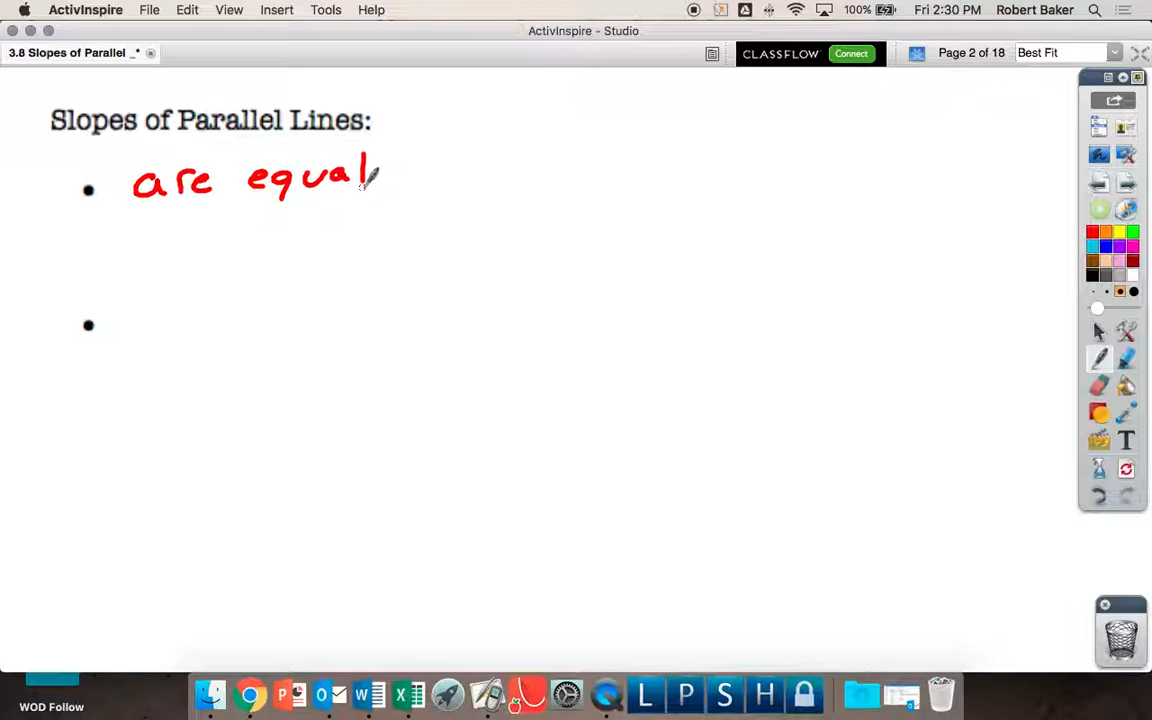 ActivInspire File Edit View Insert Tools Help 100% Fri 2:30 PM Robert Baker
ActivInspire - Studio
3.8 Slopes of Parallel _* CLASSFLOW Connect Page 2 of 18 Best Fit
Slopes of Parallel Lines:
• are equal
•
T
W X L P S H
WOD Follow